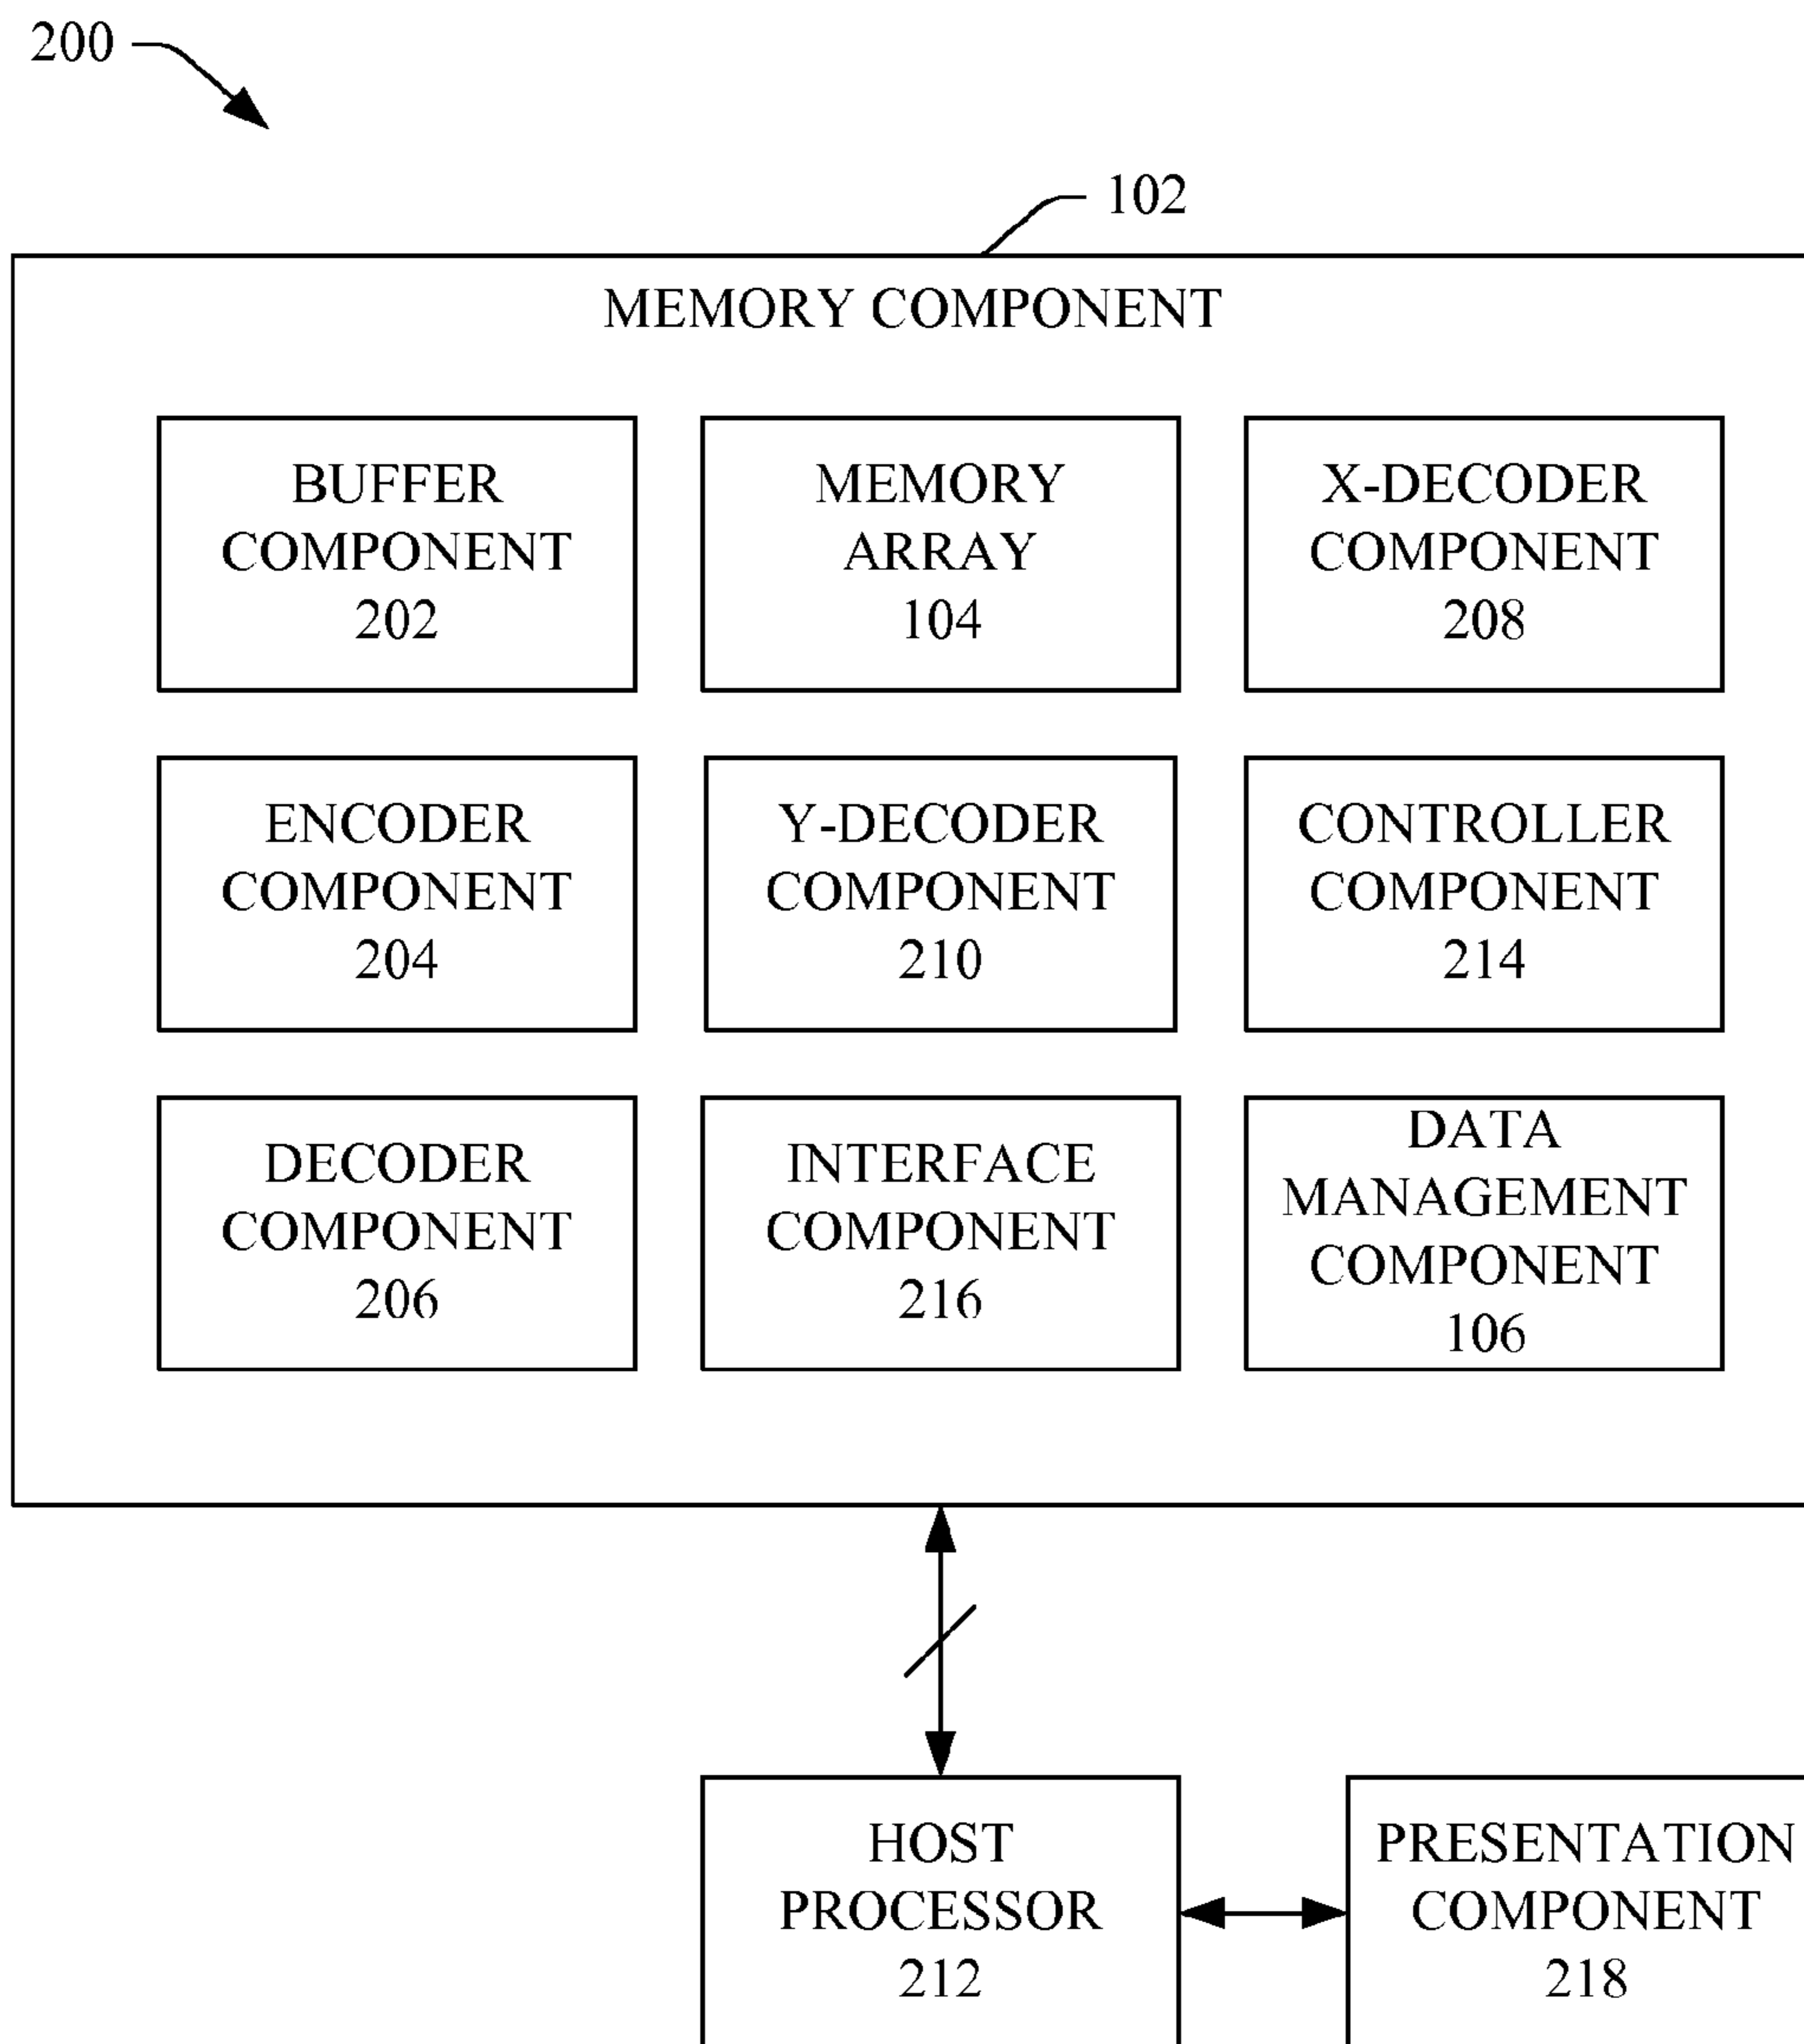 200
102
MEMORY COMPONENT
BUFFER
COMPONENT
202
MEMORY
ARRAY
104
X-DECODER
COMPONENT
208
ENCODER
COMPONENT
204
Y-DECODER
COMPONENT
210
CONTROLLER
COMPONENT
214
DECODER
COMPONENT
206
INTERFACE
COMPONENT
216
DATA
MANAGEMENT
COMPONENT
106
HOST
PROCESSOR
212
PRESENTATION
COMPONENT
218